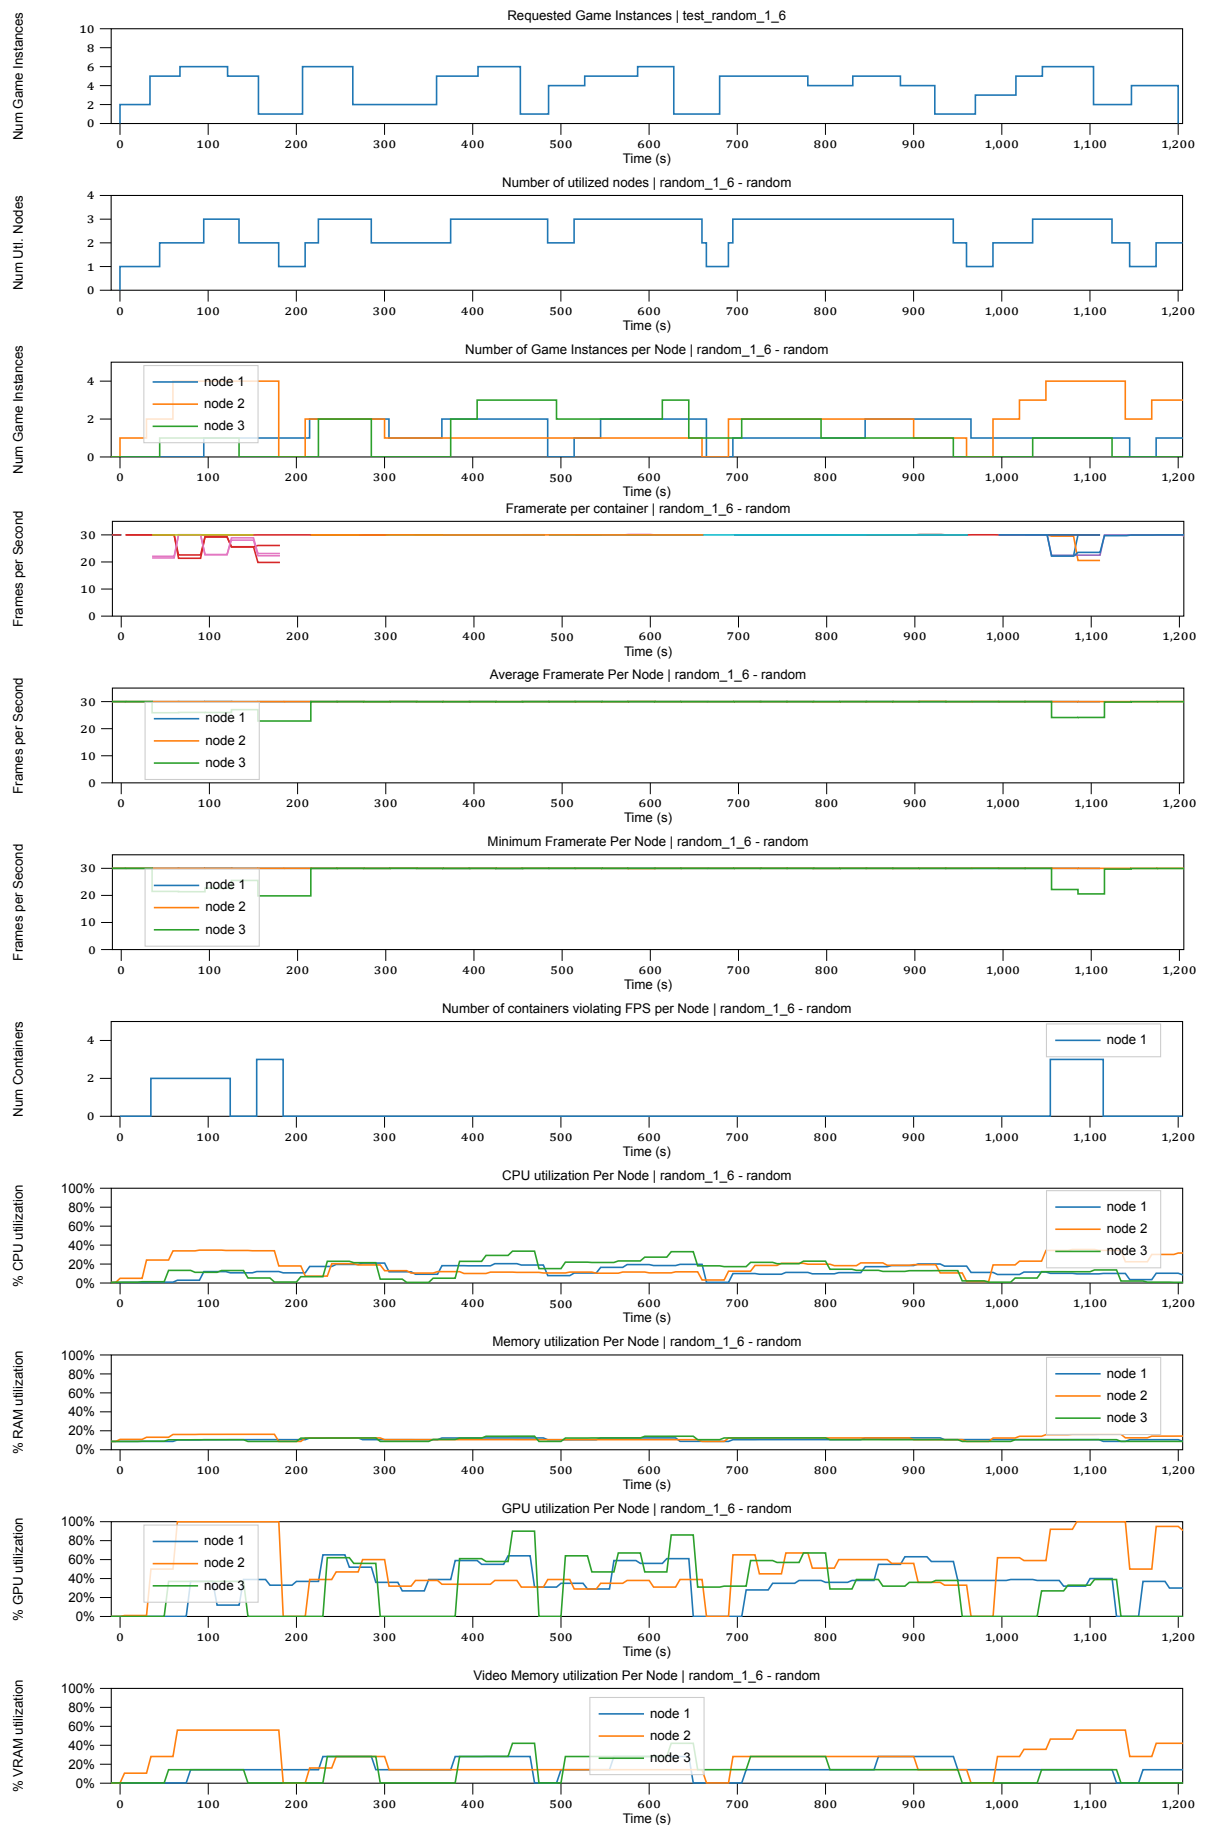 Requested Game Instances | test_random_1_6
Num Game Instances
10
8
6
4
2
0
0 100 200 300 400 500 600 700 800 900 1,000 1,100 1,200
Time (s)
Number of utilized nodes | random_1_6 - random
Num Utl. Nodes
4
3
2
1
0
0 100 200 300 400 500 600 700 800 900 1,000 1,100 1,200
Time (s)
Number of Game Instances per Node | random_1_6 - random
Num Game Instances
4
2
0
node 1
node 2
node 3
0 100 200 300 400 500 600 700 800 900 1,000 1,100 1,200
Time (s)
Framerate per container | random_1_6 - random
Frames per Second
30
20
10
0
0 100 200 300 400 500 600 700 800 900 1,000 1,100 1,200
Time (s)
Average Framerate Per Node | random_1_6 - random
Frames per Second
30
20
10
0
node 1
node 2
node 3
0 100 200 300 400 500 600 700 800 900 1,000 1,100 1,200
Time (s)
Minimum Framerate Per Node | random_1_6 - random
Frames per Second
30
20
10
0
node 1
node 2
node 3
0 100 200 300 400 500 600 700 800 900 1,000 1,100 1,200
Time (s)
Number of containers violating FPS per Node | random_1_6 - random
Num Containers
4
2
0
node 1
0 100 200 300 400 500 600 700 800 900 1,000 1,100 1,200
Time (s)
CPU utilization Per Node | random_1_6 - random
% CPU utilization
100%
80%
60%
40%
20%
0%
node 1
node 2
node 3
0 100 200 300 400 500 600 700 800 900 1,000 1,100 1,200
Time (s)
Memory utilization Per Node | random_1_6 - random
% RAM utilization
100%
80%
60%
40%
20%
0%
node 1
node 2
node 3
0 100 200 300 400 500 600 700 800 900 1,000 1,100 1,200
Time (s)
GPU utilization Per Node | random_1_6 - random
% GPU utilization
100%
80%
60%
40%
20%
0%
node 1
node 2
node 3
0 100 200 300 400 500 600 700 800 900 1,000 1,100 1,200
Time (s)
Video Memory utilization Per Node | random_1_6 - random
% VRAM utilization
100%
80%
60%
40%
20%
0%
node 1
node 2
node 3
0 100 200 300 400 500 600 700 800 900 1,000 1,100 1,200
Time (s)